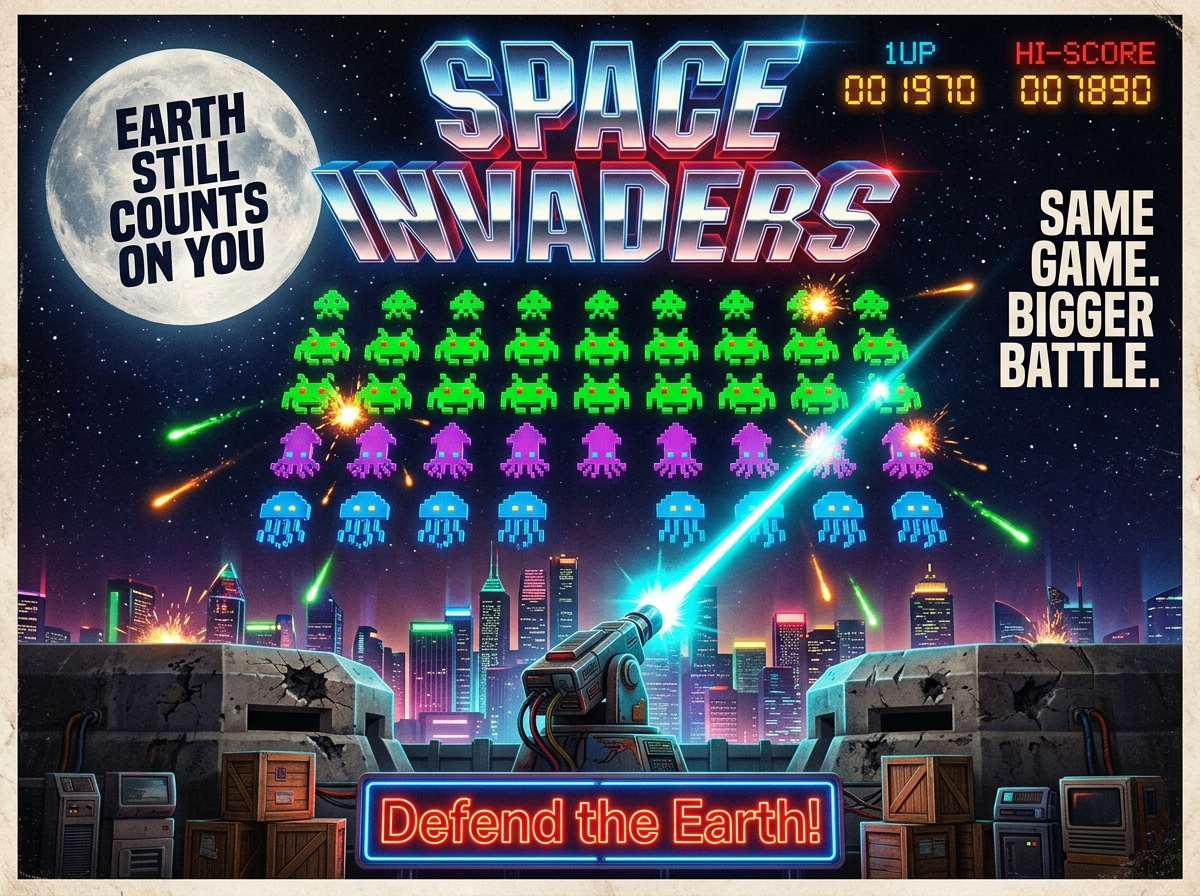 EARTH
STILL
COUNTS
ON YOU
SPACE
INVADERS
1UP
001970
HI-SCORE
007890
SAME
GAME.
BIGGER
BATTLE.
Defend the Earth!